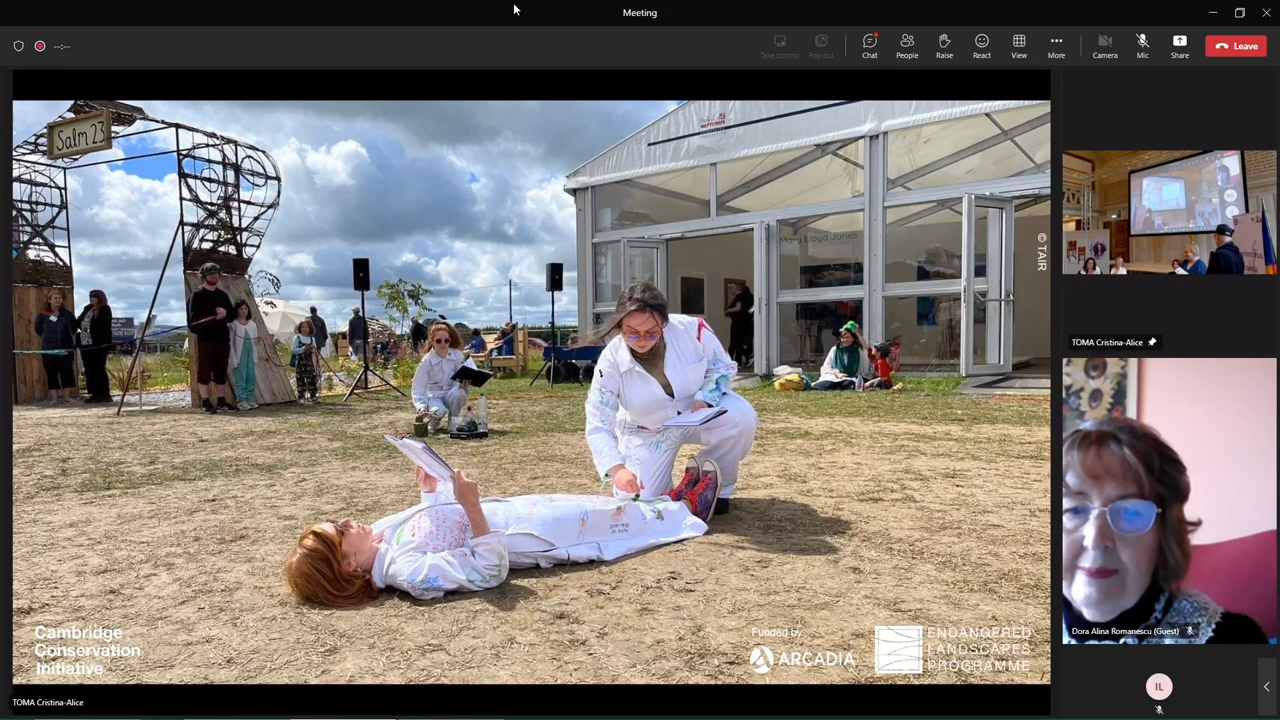 Meeting
--:--
Take control
Pop out
Chat
People
Raise
React
View
More
Camera
Mic
Share
Leave
Salm 23
NEPTUNUS
Mary Lloyd Jones
© TAIR
Cambridge
Conservation
Initiative
Funded by
ARCADIA
ENDANGERED
LANDSCAPES
PROGRAMME
TOMA Cristina-Alice
TOMA Cristina-Alice
Dora Alina Romanescu (Guest)
IL